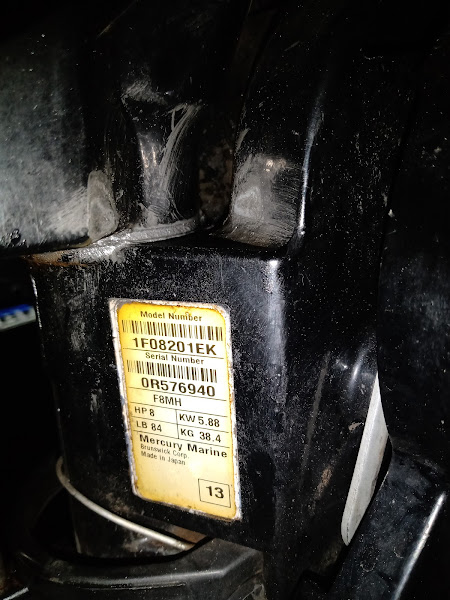 Model Number
1F08201EK
Serial Number
0R576940
F8MH
HP 8 KW 5.88
LB 84 KG 38.4
Mercury Marine
Brunswick Corp.
Made in Japan
13